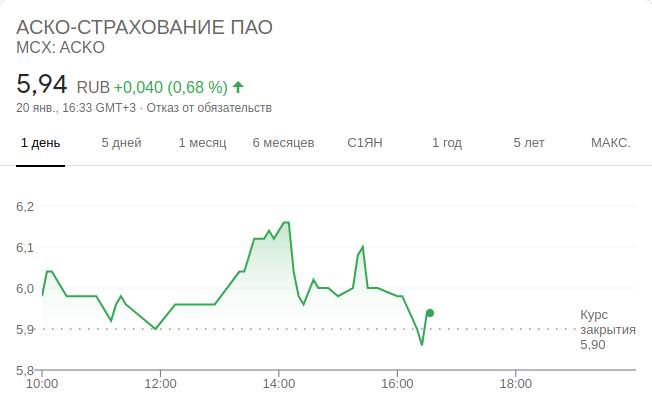 АСКО-СТРАХОВАНИЕ ПАО
MCX: ACKO
5,94 RUB +0,040 (0,68 %)
20 янв., 16:33 GMT+3 · Отказ от обязательств
1 день 5 дней 1 месяц 6 месяцев С1ЯН 1 год 5 лет МАКС.
6,2
6,1
6,0
5,9
5,8
Курс
закрытия
5,90
10:00 12:00 14:00 16:00 18:00